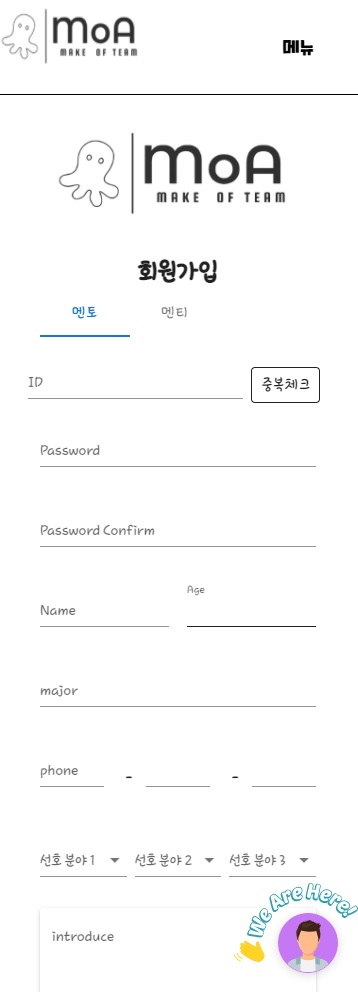 MoA
MAKE OF TEAM
메뉴
MoA
MAKE OF TEAM
회원가입
멘토 멘티
ID 중복체크
Password
Password Confirm
Age
Name
major
phone - -
선호 분야 1 선호 분야 2 선호 분야 3
We Are Here!
introduce